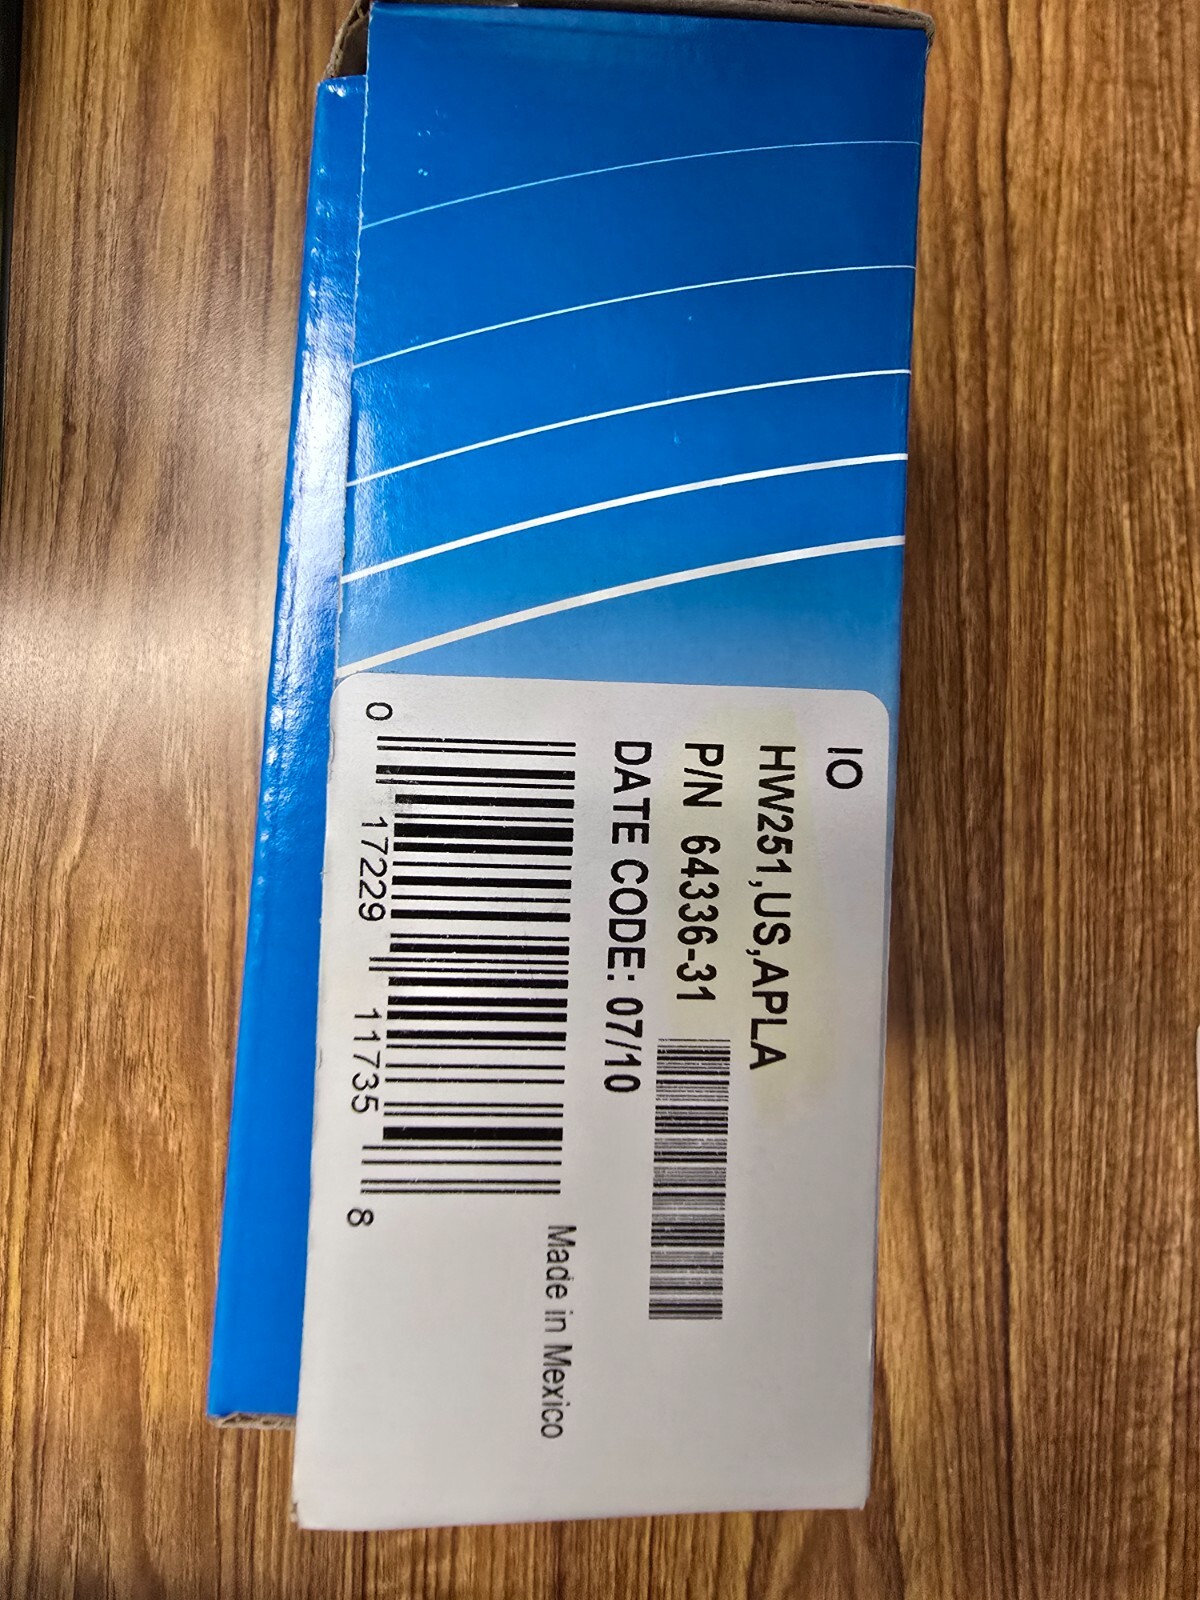 IO
HW251,US,APLA
P/N 64336-31
DATE CODE: 07/10
Made in Mexico
0 17229 11735 8